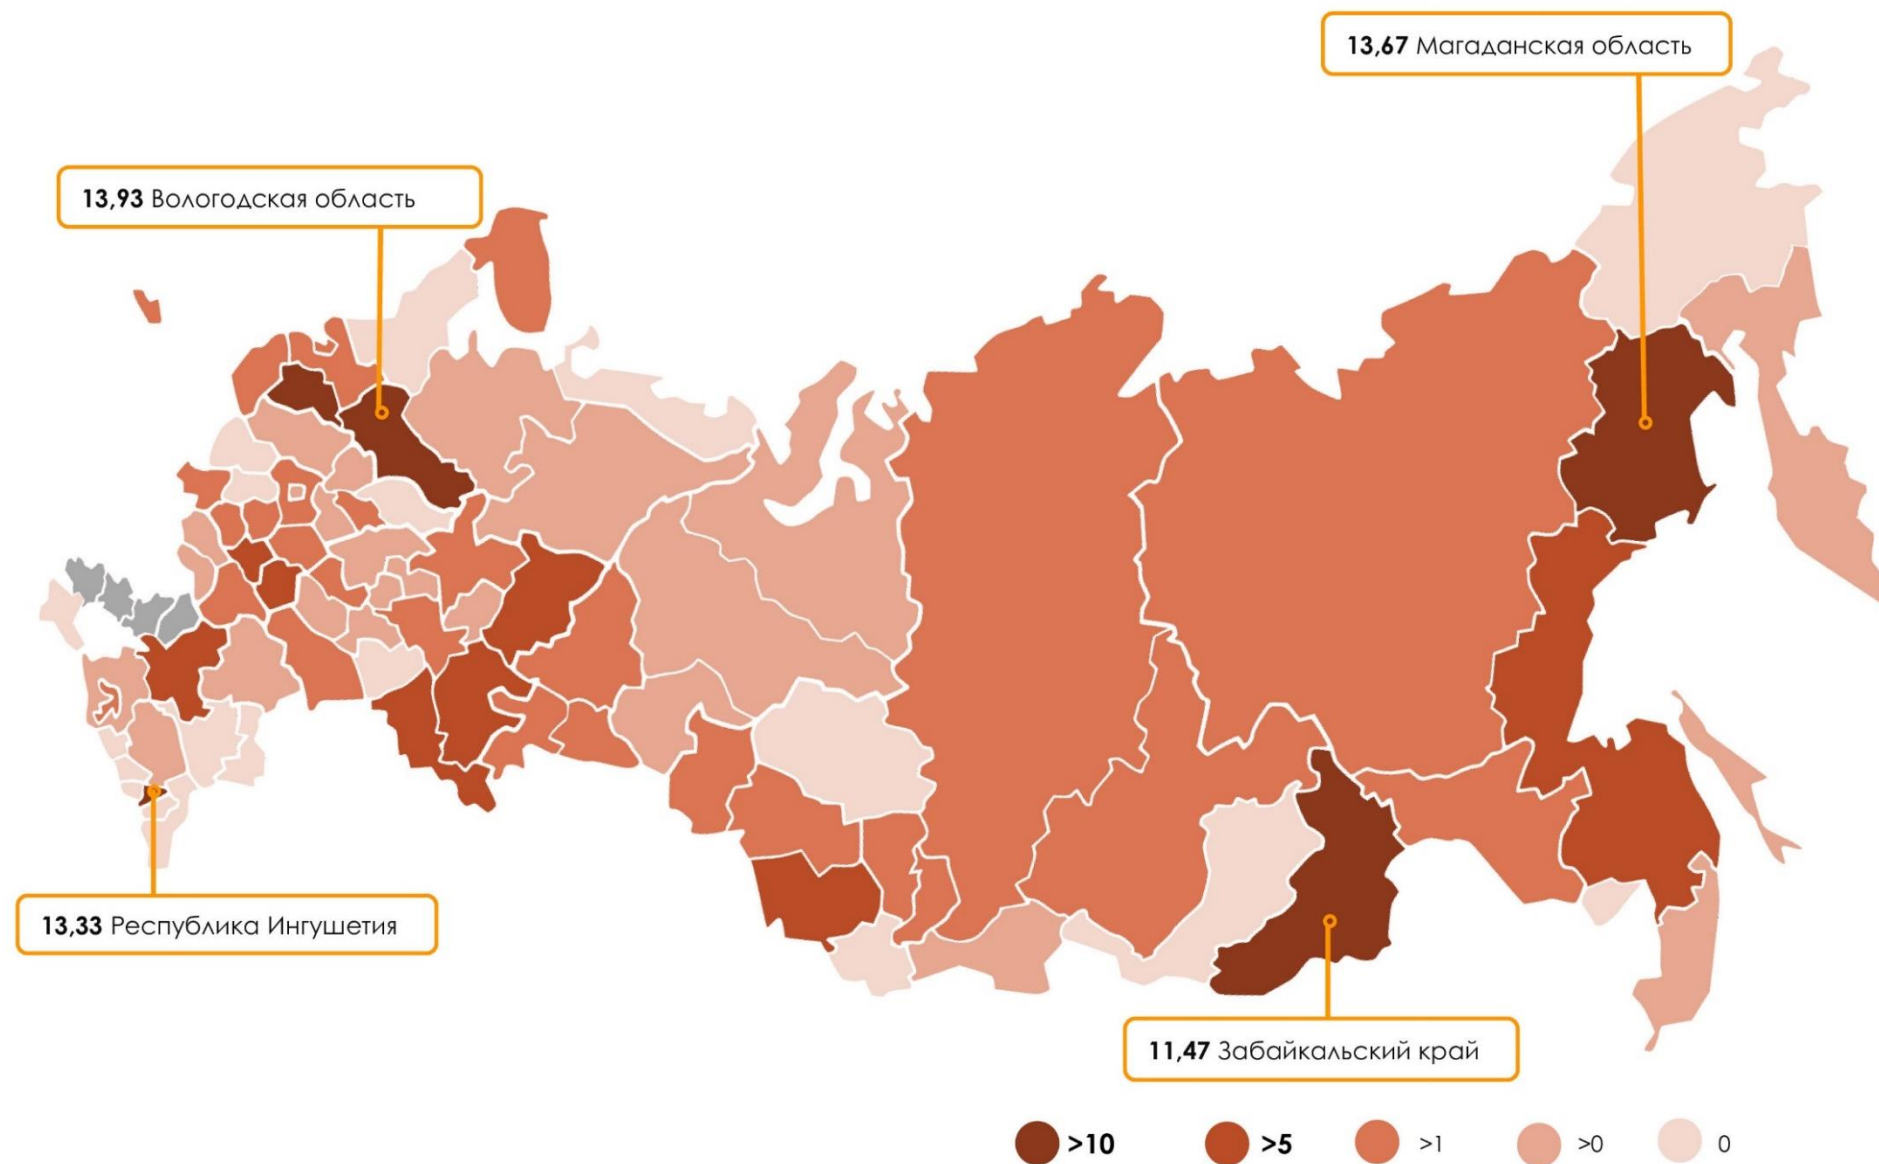 13,67 Магаданская область
13,93 Вологодская область
13,33 Республика Ингушетия
11,47 Забайкальский край
>10 >5 >1 >0 0